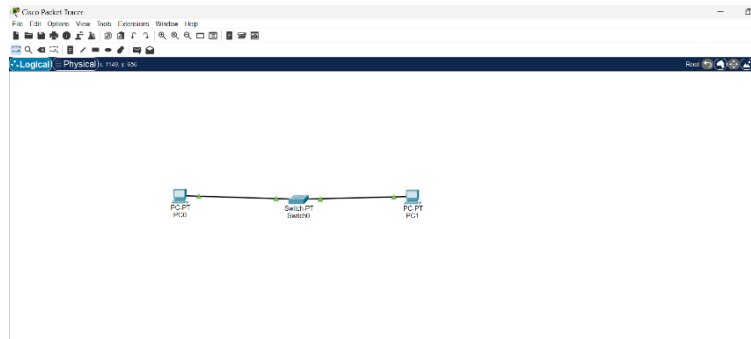 Cisco Packet Tracer
File Edit Options View Tools Extensions Window Help
Logical Physical x: 1140, y: 656 Root
PC-PT
PC0
Switch-PT
Switch0
PC-PT
PC1